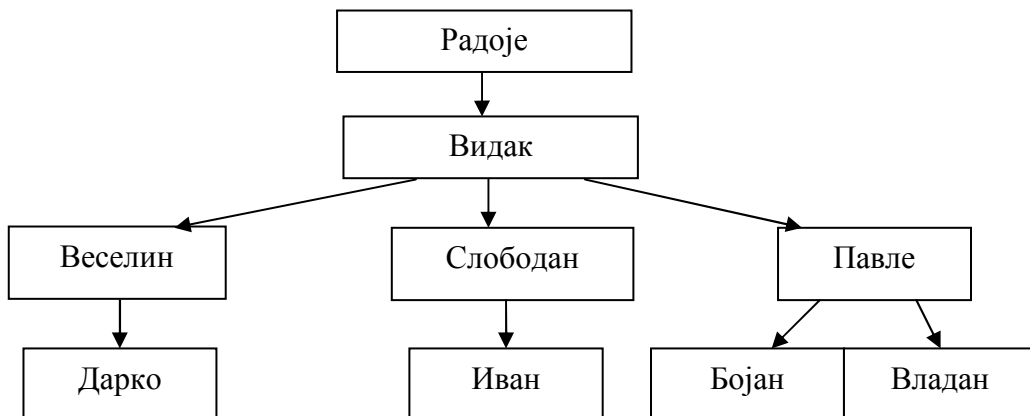 Радоје
Видак
Веселин
Слободан
Павле
Дарко
Иван
Бојан
Владан